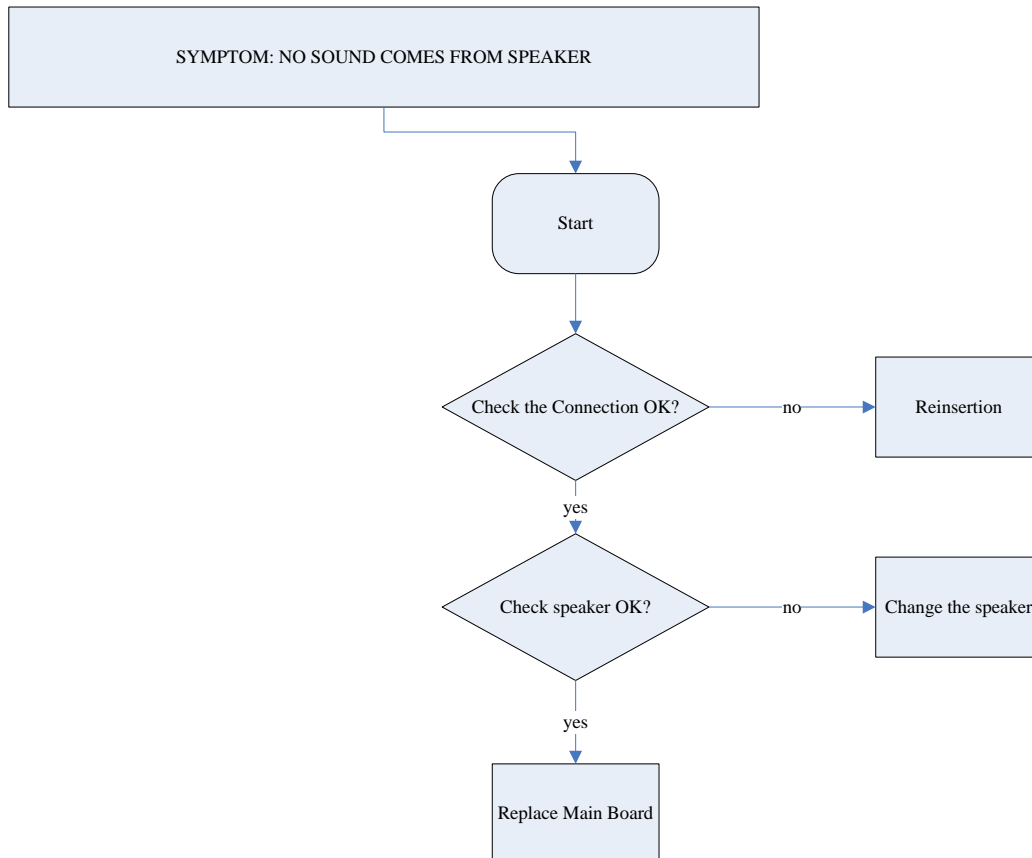 SYMPTOM: NO SOUND COMES FROM SPEAKER
Start
Check the Connection OK?
no
Reinsertion
yes
Check speaker OK?
no
Change the speaker
yes
Replace Main Board